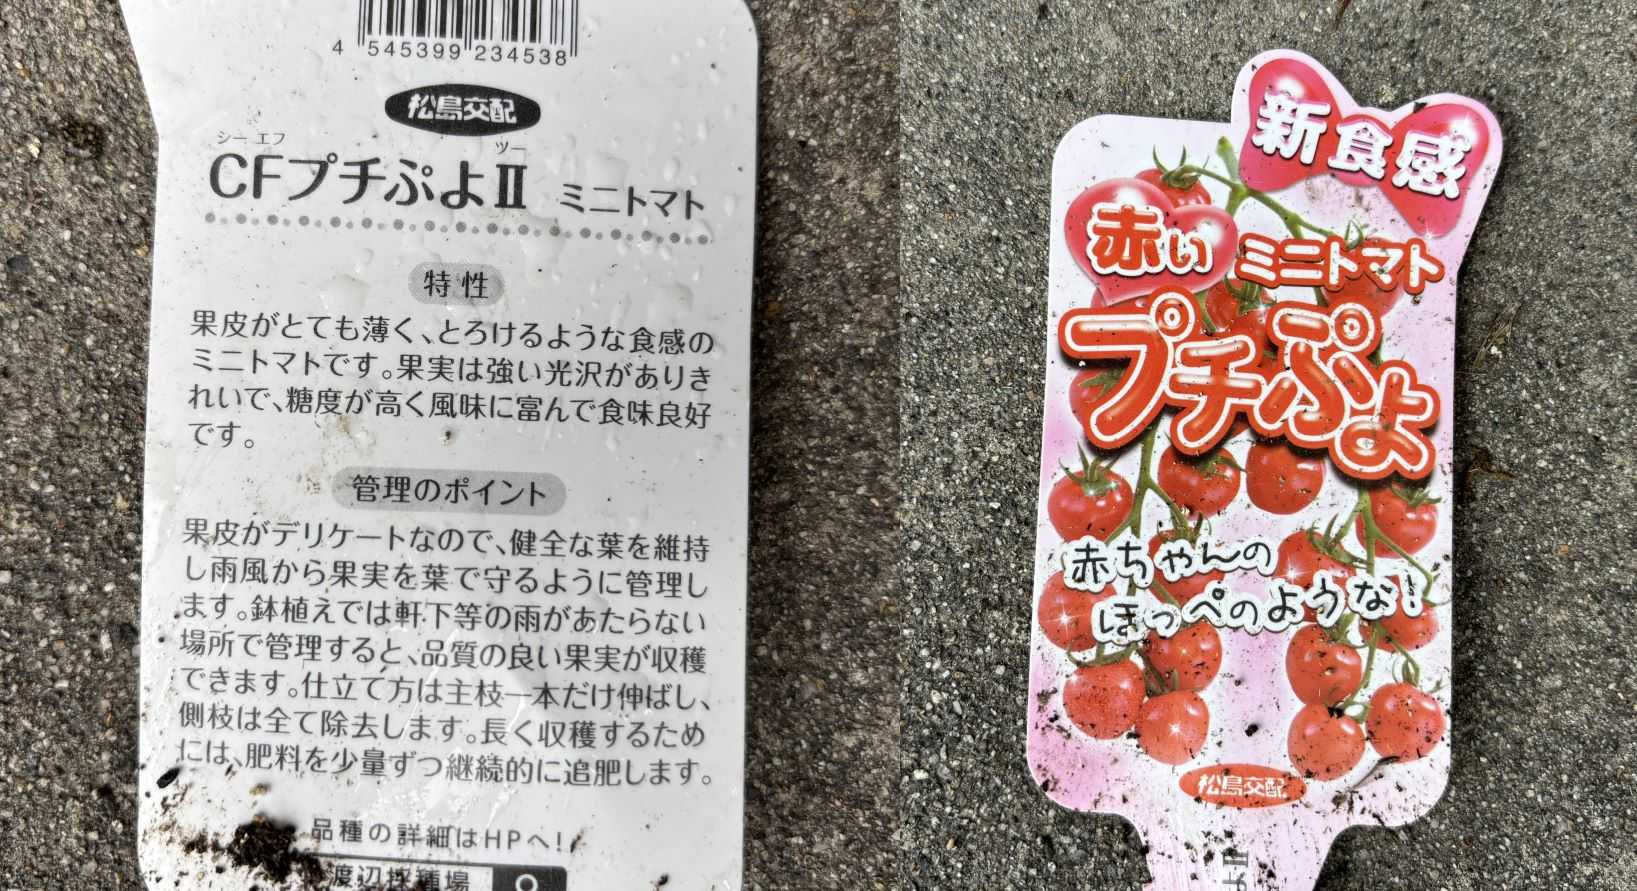 4 545399 234538
松島交配
シー エフ ツー
CFプチぷよⅡ ミニトマト
特性
果皮がとても薄く、とろけるような食感の
ミニトマトです。果実は強い光沢がありき
れいで、糖度が高く風味に富んで食味良好
です。
管理のポイント
果皮がデリケートなので、健全な葉を維持
し雨風から果実を葉で守るように管理し
ます。鉢植えでは軒下等の雨があたらない
場所で管理すると、品質の良い果実が収穫
できます。仕立て方は主枝一本だけ伸ばし、
側枝は全て除去します。長く収穫するため
には、肥料を少量ずつ継続的に追肥します。
品種の詳細はHPへ!
渡辺採種場
新食感
赤い ミニトマト
プチぷよ
赤ちゃんの
ほっぺのような!
松島交配